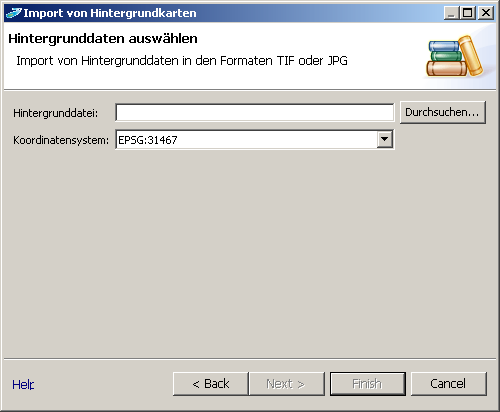 Import von Hintergrundkarten
Hintergrunddaten auswählen
Import von Hintergrunddaten in den Formaten TIF oder JPG
Hintergrunddatei:
Durchsuchen...
Koordinatensystem:
EPSG:31467
Help
< Back
Next >
Finish
Cancel